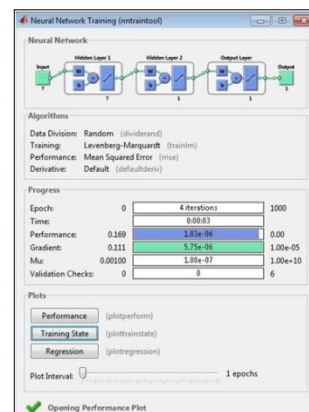 Neural Network Training (nntraintool)
Neural Network
Hidden Layer 1 Hidden Layer 2 Output Layer
Input Output
W W W
b b b
7 7 1 1 1
Algorithms
Data Division: Random (dividerand)
Training: Levenberg-Marquardt (trainlm)
Performance: Mean Squared Error (mse)
Derivative: Default (defaultderiv)
Progress
Epoch: 0 4 iterations 1000
Time: 0:00:03
Performance: 0.169 1.03e-06 0.00
Gradient: 0.111 5.75e-06 1.00e-05
Mu: 0.00100 1.00e-07 1.00e+10
Validation Checks: 0 0 6
Plots
Performance (plotperform)
Training State (plottrainstate)
Regression (plotregression)
Plot Interval: 1 epochs
Opening Performance Plot